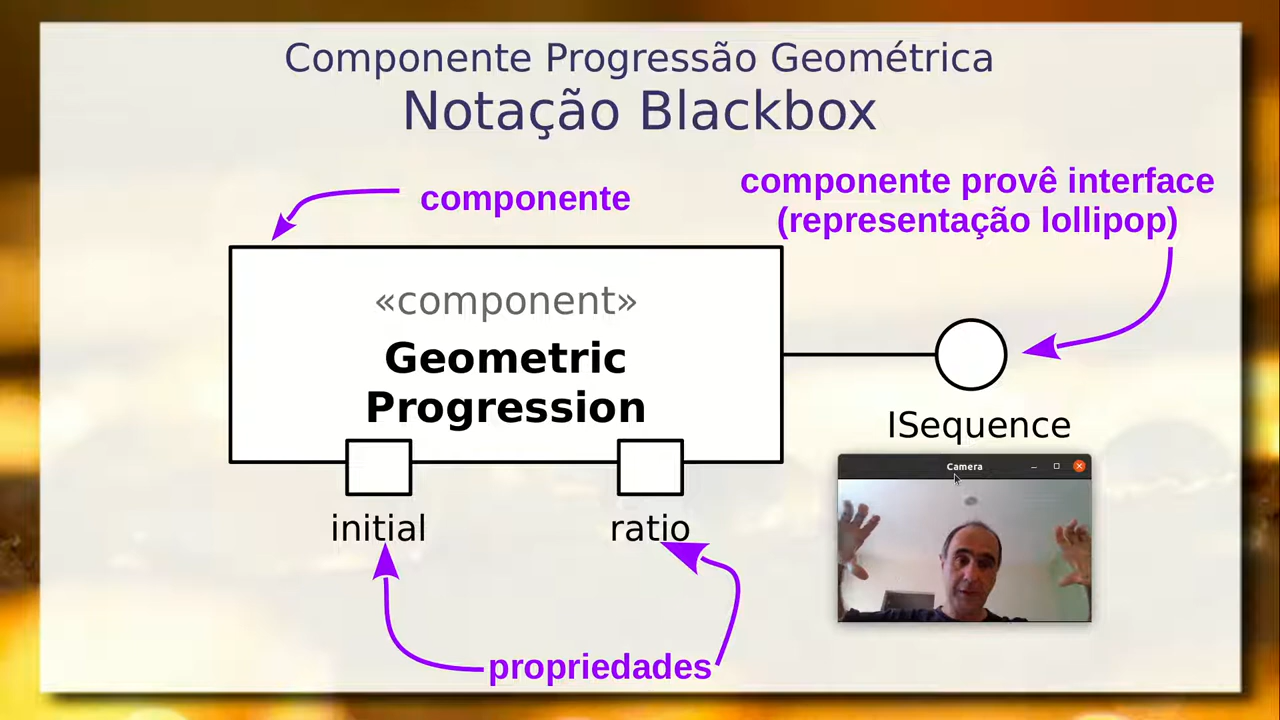 Componente Progressão Geométrica
Notação Blackbox
componente
componente provê interface
(representação lollipop)
«component»
Geometric
Progression
ISequence
Camera
initial
ratio
propriedades